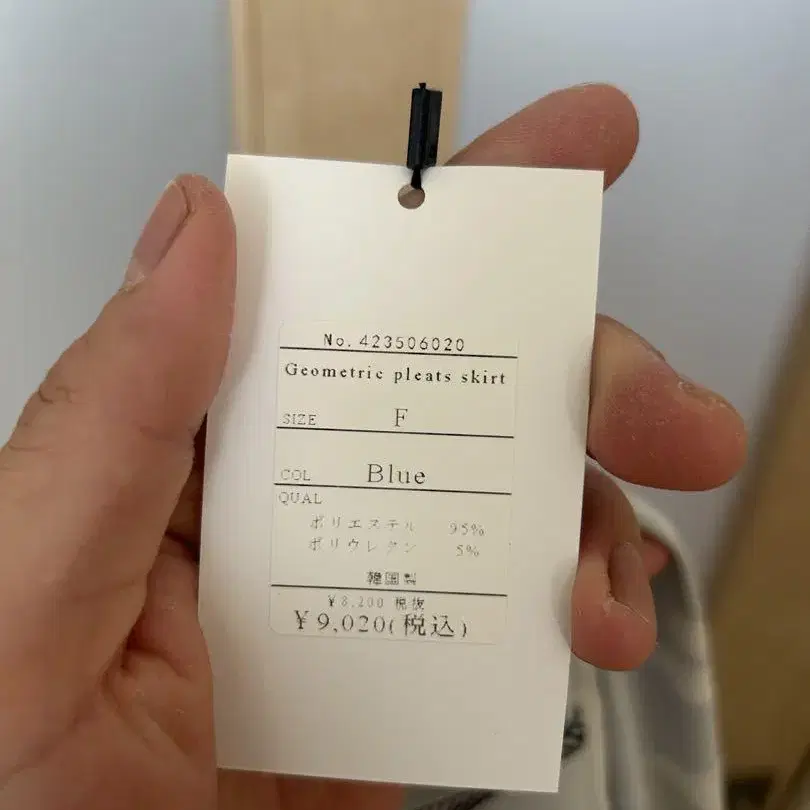 No. 423506020
Geometric pleats skirt
SIZE F
COL Blue
QUAL
ポリエステル 95%
ポリウレタン 5%
韓国製
¥8,200 税抜
¥9,020(税込)